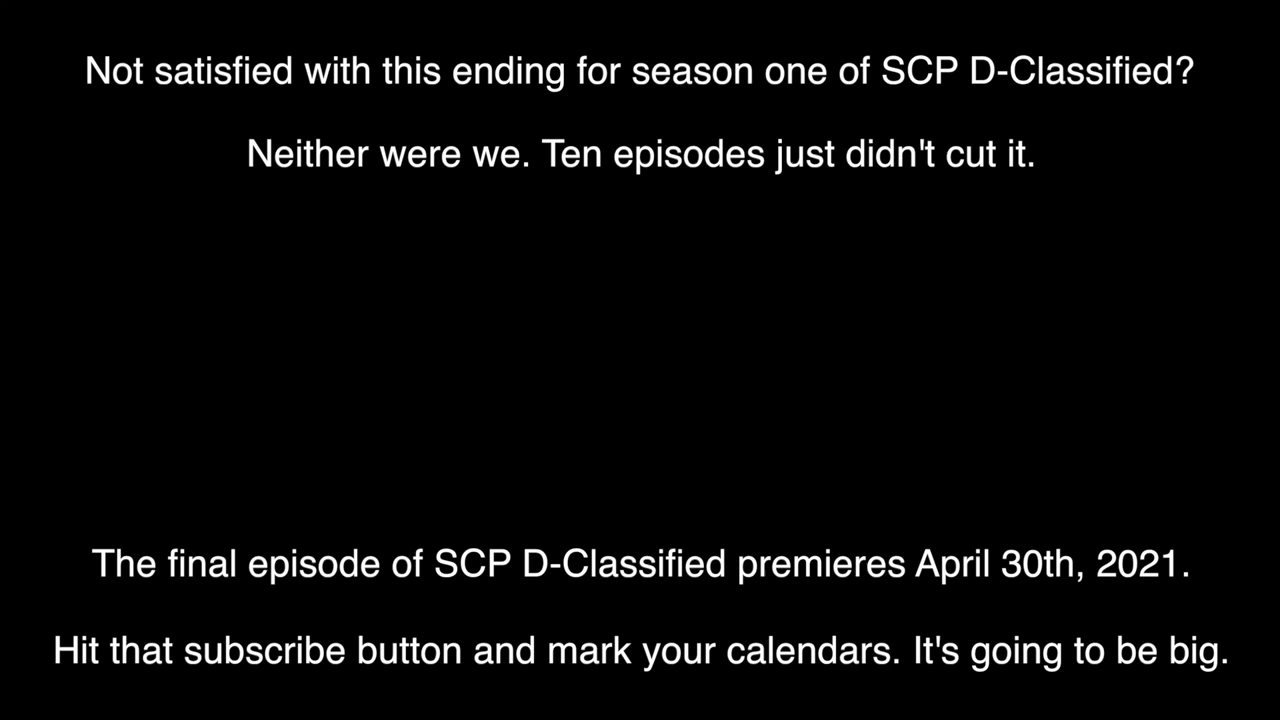 Not satisfied with this ending for season one of SCP D-Classified?
Neither were we. Ten episodes just didn't cut it.
The final episode of SCP D-Classified premieres April 30th, 2021.
Hit that subscribe button and mark your calendars. It's going to be big.